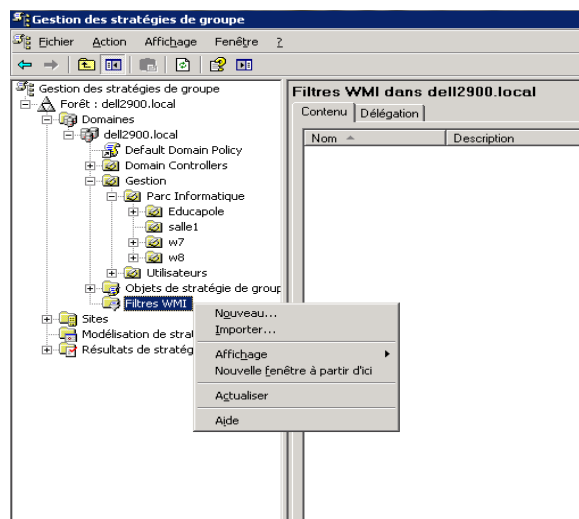 Gestion des stratégies de groupe
Fichier Action Affichage Fenêtre ?
Gestion des stratégies de groupe
Forêt : dell2900.local
Domaines
dell2900.local
Default Domain Policy
Domain Controllers
Gestion
Parc Informatique
Educapole
salle1
w7
w8
Utilisateurs
Objets de stratégie de group
Filtres WMI
Sites
Modélisation de strat
Résultats de stratég
Nouveau...
Importer...
Affichage
Nouvelle fenêtre à partir d'ici
Actualiser
Aide
Filtres WMI dans dell2900.local
Contenu Délégation
Nom Description